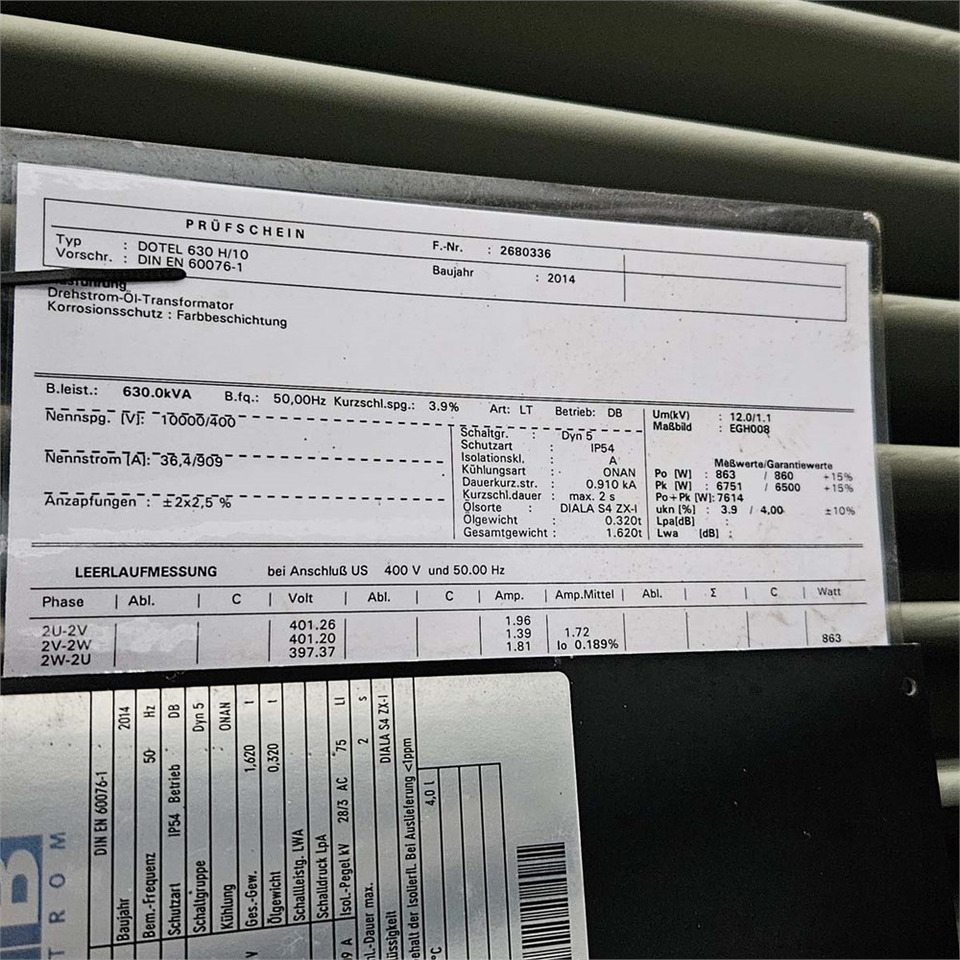 PRÜFSCHEIN
Typ : DOTEL 630 H/10 F.-Nr. : 2680336
Vorschr. : DIN EN 60076-1 Baujahr : 2014
Ausführung
Drehstrom-Öl-Transformator
Korrosionsschutz : Farbbeschichtung
B.leist.: 630.0kVA B.fq.: 50,00Hz Kurzschl.spg.: 3.9% Art: LT Betrieb: DB
Um(kV) : 12.0/1.1
Maßbild : EGH008
Nennspg. [V]: 10000/400
Nennstrom [A]: 36,4/909
Anzapfungen : ±2x2,5 %
Schaltgr. : Dyn 5
Schutzart : IP54
Isolationskl. : A
Kühlungsart : ONAN
Dauerkurz.str. : 0.910 kA
Kurzschl.dauer : max. 2 s
Ölsorte : DIALA S4 ZX-I
Ölgewicht : 0.320t
Gesamtgewicht : 1.620t
Meßwerte/Garantiewerte
Po [W] : 863 / 860 +15%
Pk [W] : 6751 / 6500 +15%
Po+Pk [W]: 7614
ukn [%] : 3.9 / 4,00 ±10%
Lpa[dB] :
Lwa [dB] :
LEERLAUFMESSUNG bei Anschluß US 400 V und 50.00 Hz
Phase | Abl. | C | Volt | Abl. | C | Amp. | Amp.Mittel | Abl. | Σ | C | Watt
2U-2V 401.26 1.96
2V-2W 401.20 1.39 1.72
2W-2U 397.37 1.81 Io 0.189% 863
B
TROM
DIN EN 60076-1
Baujahr 2014
Bem.-Frequenz 50 Hz
Schutzart IP54 Betrieb DB
Schaltgruppe Dyn 5
Kühlung ONAN
Ges.-Gew. 1,620 t
Ölgewicht 0,320 t
Schalleistg. LWA
Schalldruck LpA
Isol.-Pegel kV 28/3 AC 75 LI
hl.-Dauer max. 2 s
lüssigkeit DIALA S4 ZX-I
ehalt der Isolierfl. Bei Auslieferung <1ppm
°C 4,0 L
V
09 A